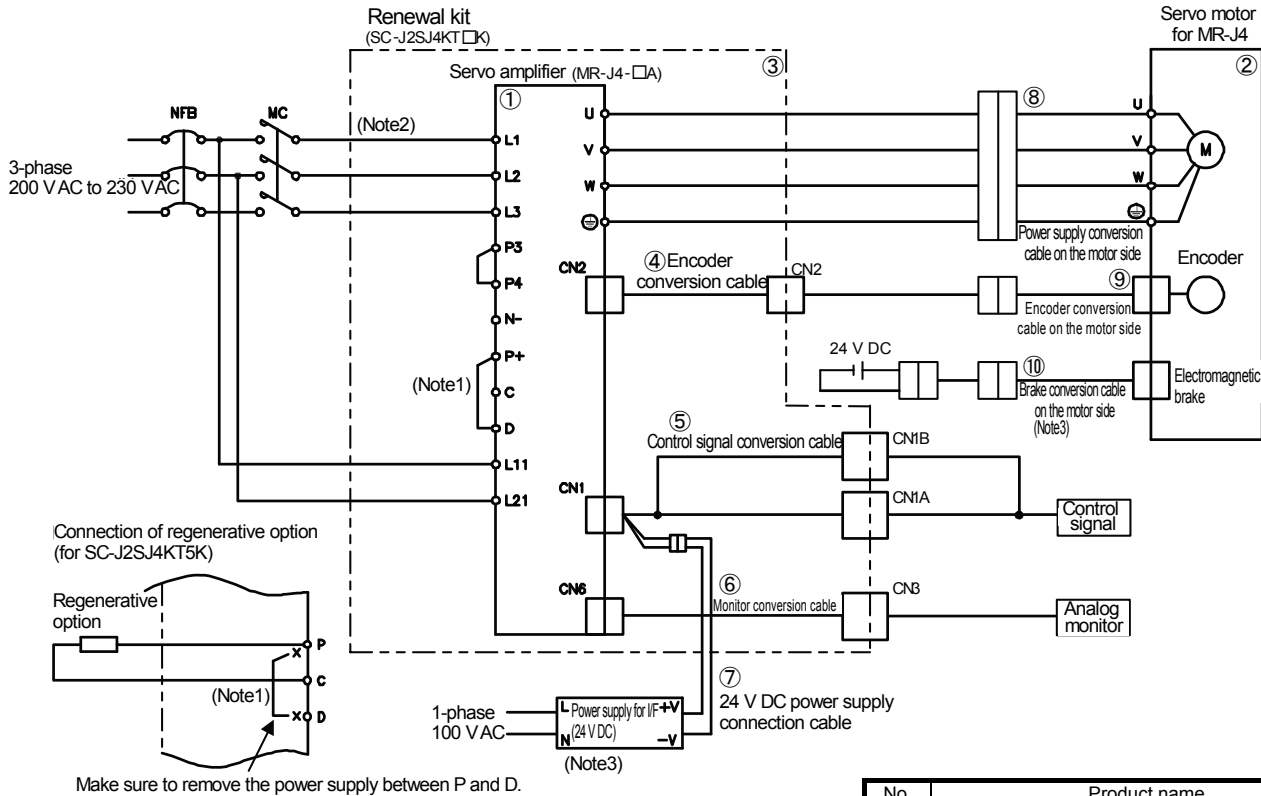 Renewal kit
(SC-J2SJ4KT□K)
Servo motor
for MR-J4
②
③
Servo amplifier (MR-J4-□A)
①
NFB
MC
(Note2)
3-phase
200 VAC to 230 VAC
L1
L2
L3
P3
P4
N-
P+
(Note1)
C
D
L11
L21
U
V
W
CN2
④ Encoder
conversion cable
CN2
⑧
U
V
W
M
Power supply conversion
cable on the motor side
Encoder
⑨
Encoder conversion
cable on the motor side
24 V DC
⑩
Brake conversion cable
on the motor side
(Note3)
Electromagnetic
brake
⑤
Control signal conversion cable
CN1B
CN1
CN1A
Control
signal
CN6
⑥
Monitor conversion cable
CN3
Analog
monitor
Connection of regenerative option
(for SC-J2SJ4KT5K)
Regenerative
option
P
C
(Note1)
D
Make sure to remove the power supply between P and D.
⑦
24 V DC power supply
connection cable
1-phase
100 VAC
L
N
Power supply for I/F
(24 V DC)
+V
-V
(Note3)
No.
Product name